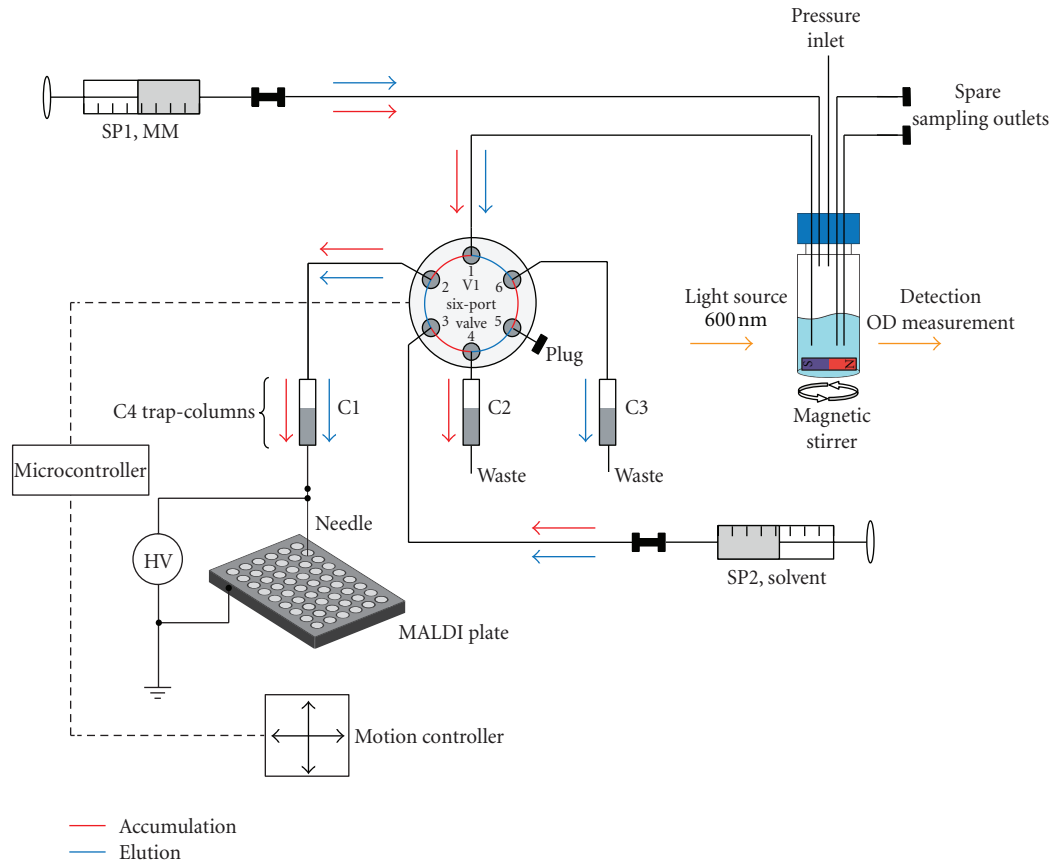 Pressure
inlet
SP1, MM
Spare
sampling outlets
1
V1
six-port
valve
2
3
4
5
6
Plug
Light source
600 nm
Detection
OD measurement
S
N
Magnetic
stirrer
C4 trap-columns
C1
C2
C3
Waste
Waste
Microcontroller
Needle
HV
SP2, solvent
MALDI plate
Motion controller
Accumulation
Elution